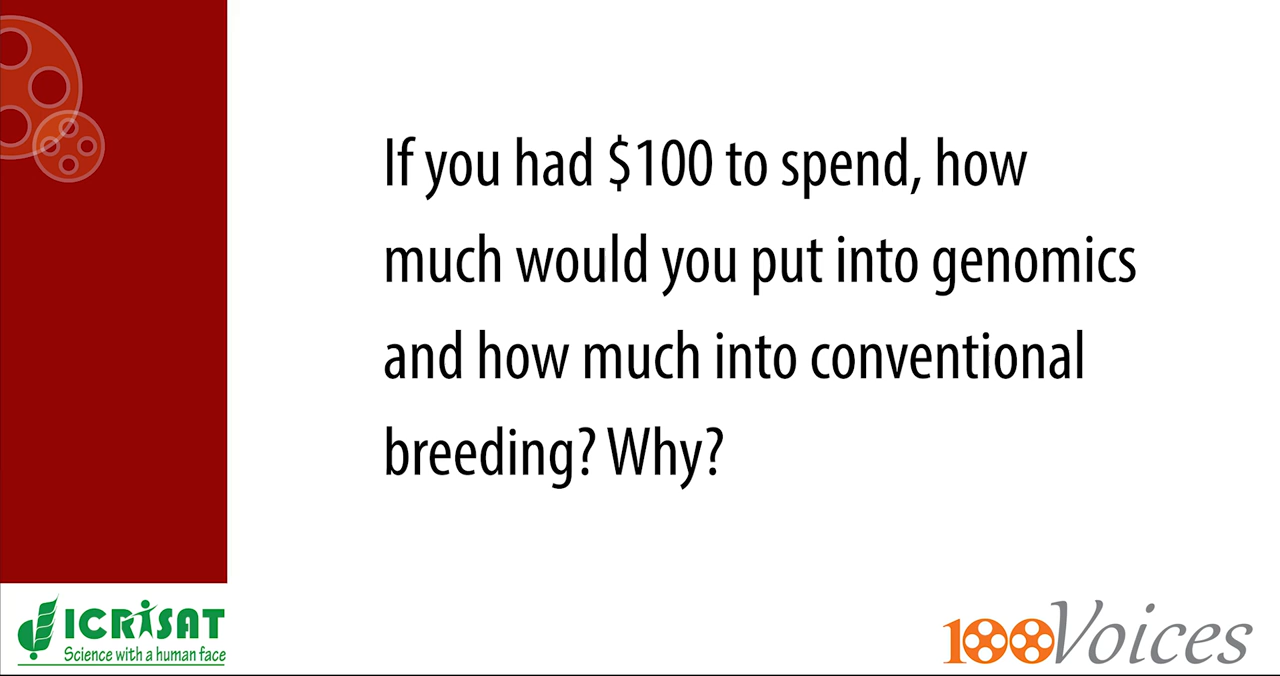 If you had $100 to spend, how
much would you put into genomics
and how much into conventional
breeding? Why?
ICRISAT
Science with a human face
100Voices